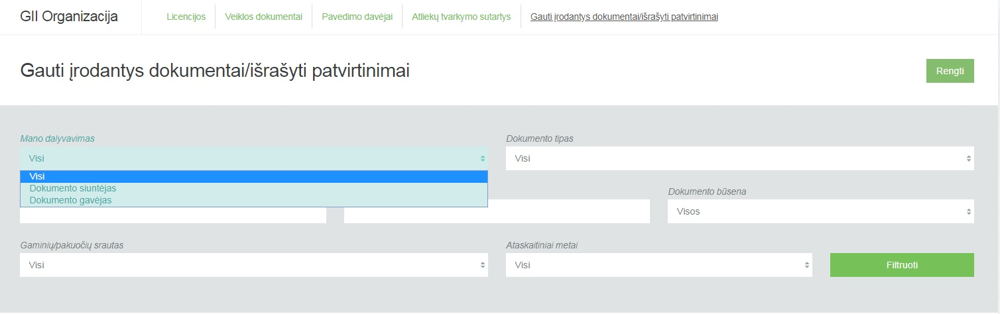 GII Organizacija
Licencijos
Veiklos dokumentai
Pavedimo davėjai
Atliekų tvarkymo sutartys
Gauti įrodantys dokumentai/išrašyti patvirtinimai
Gauti įrodantys dokumentai/išrašyti patvirtinimai
Rengti
Mano dalyvavimas
Dokumento tipas
Visi
Visi
Visi
Dokumento siuntėjas
Dokumento gavėjas
Dokumento būsena
Visos
Gaminių/pakuočių srautas
Ataskaitiniai metai
Visi
Visi
Filtruoti